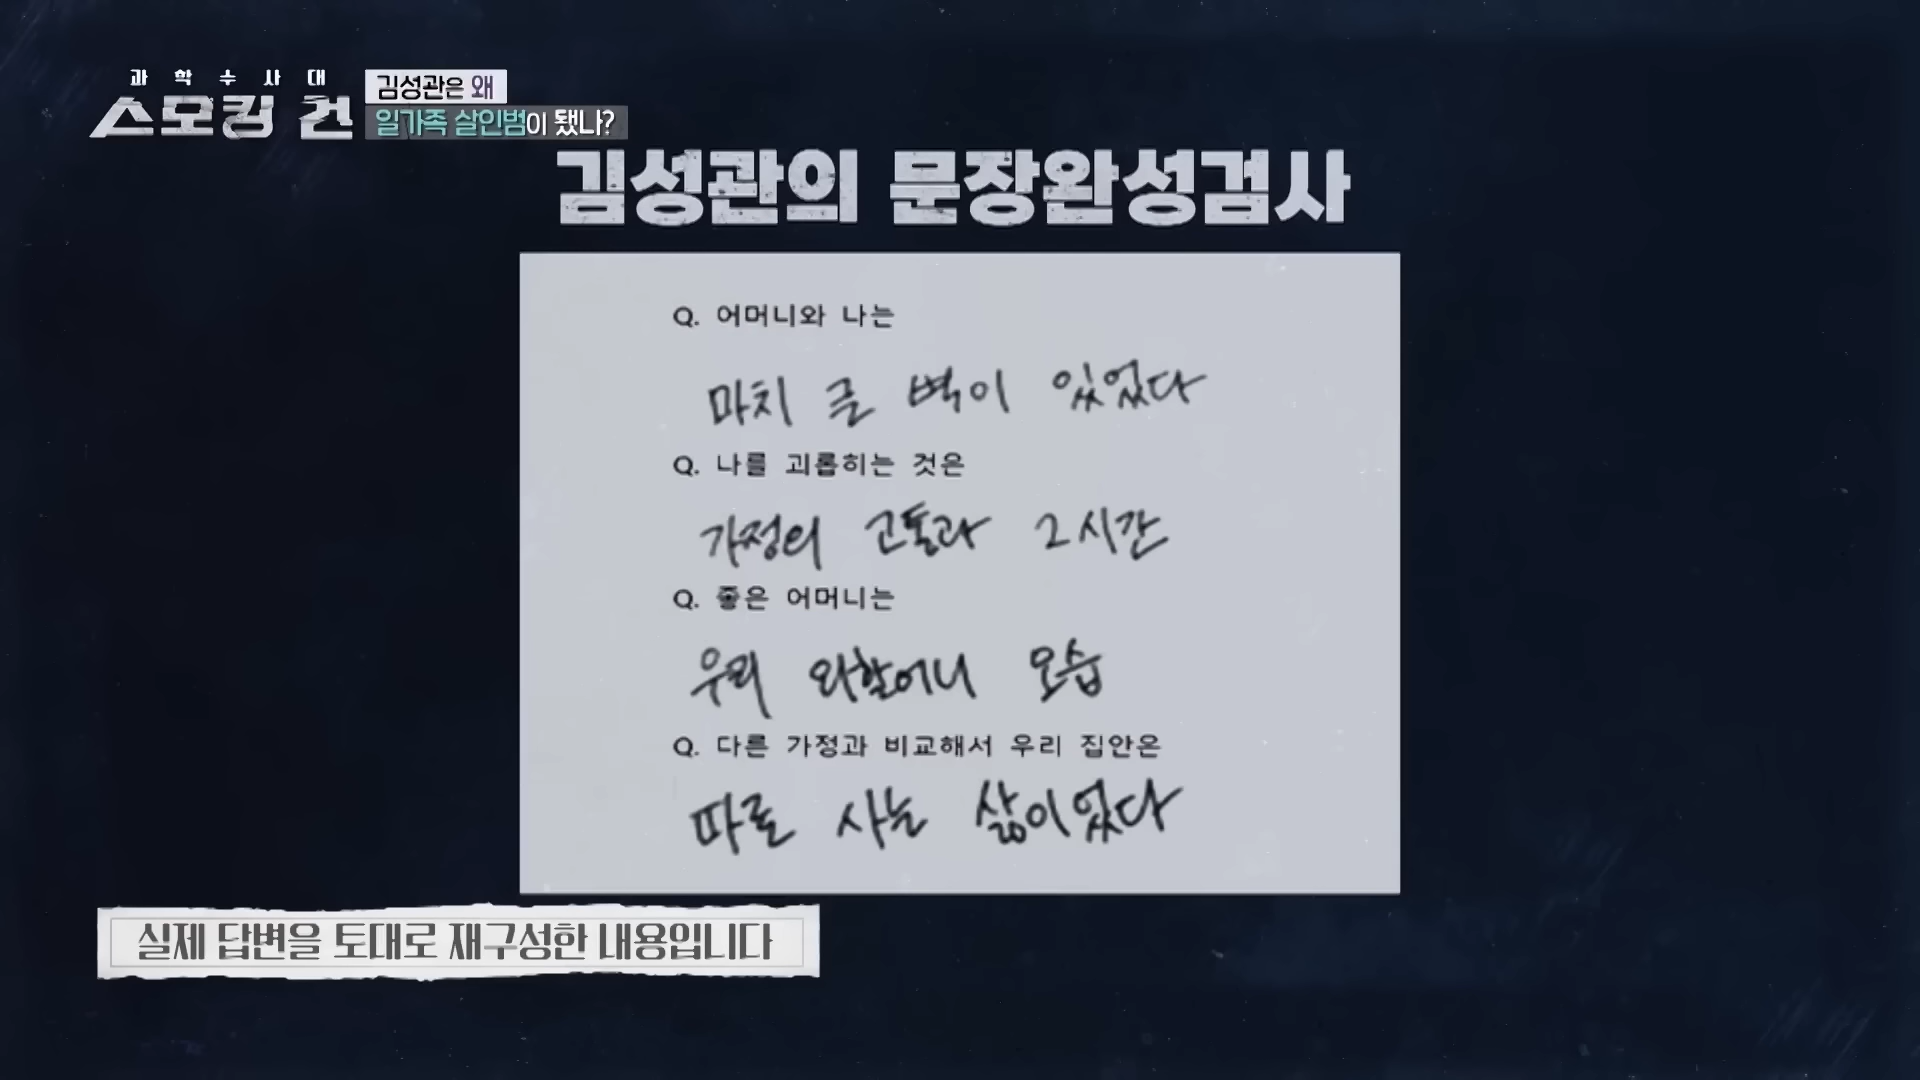 과학수사대
스모킹 건
김성관은 왜
일가족 살인범이 됐나?
김성관의 문장완성검사
Q. 어머니와 나는
마치 큰 벽이 있었다
Q. 나를 괴롭히는 것은
가정의 고통과 2시간
Q. 좋은 어머니는
우리 외할머니 모습
Q. 다른 가정과 비교해서 우리 집안은
따로 사는 삶이었다
실제 답변을 토대로 재구성한 내용입니다